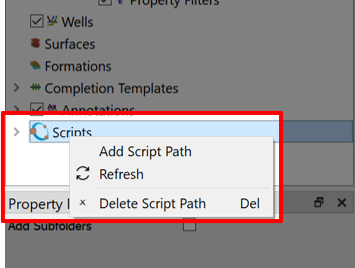 Property Filters
Wells
Surfaces
Formations
Completion Templates
Annotations
Scripts
Add Script Path
Refresh
Delete Script Path Del
Property
Add Subfolders